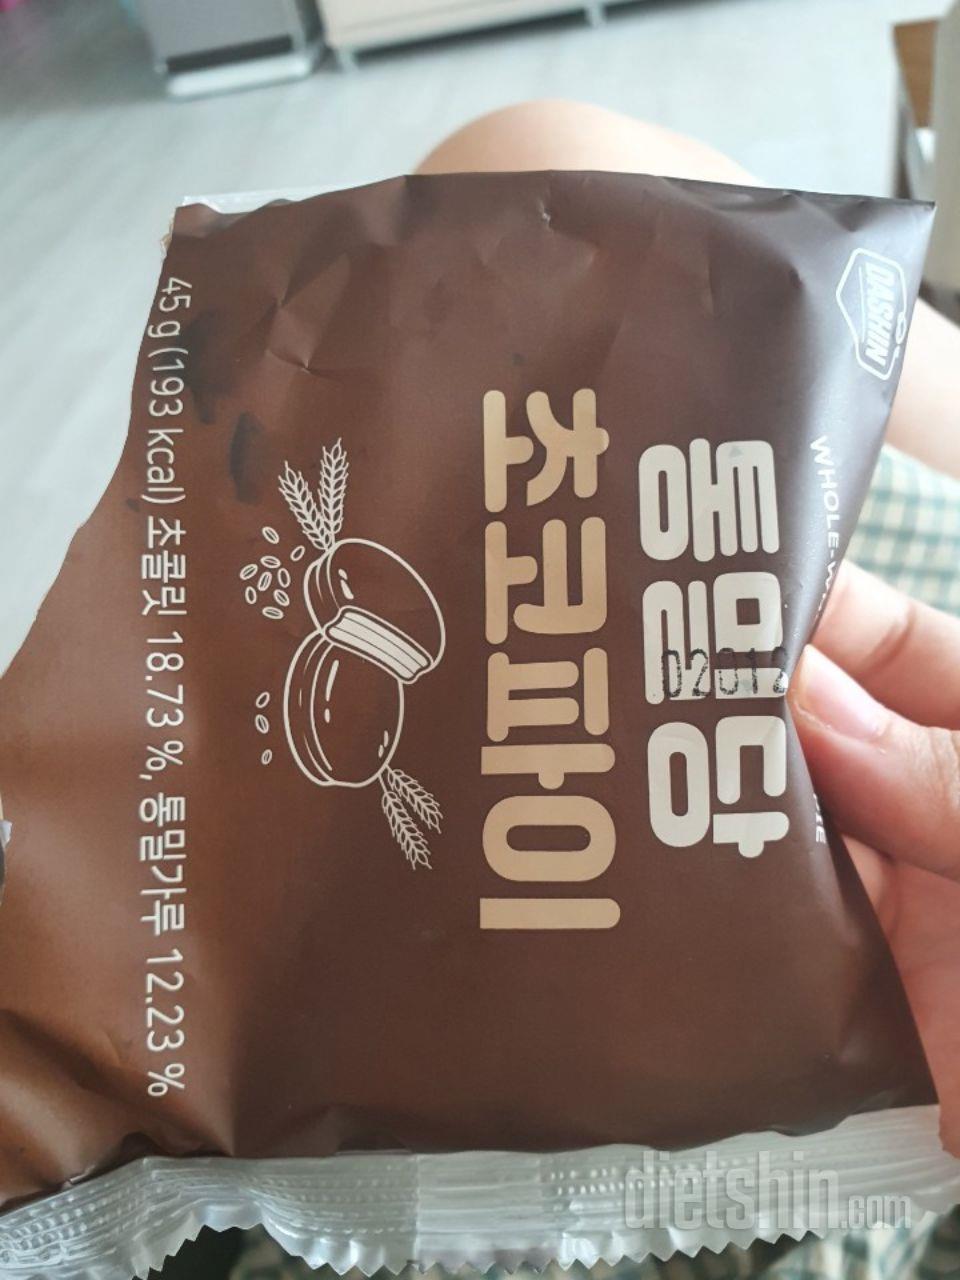 DASHIN
WHOLE-W
PIE
통밀당
초코파이
02012
45 g (193 kcal) 초콜릿 18.73 %, 통밀가루 12.23 %
dietshin.com